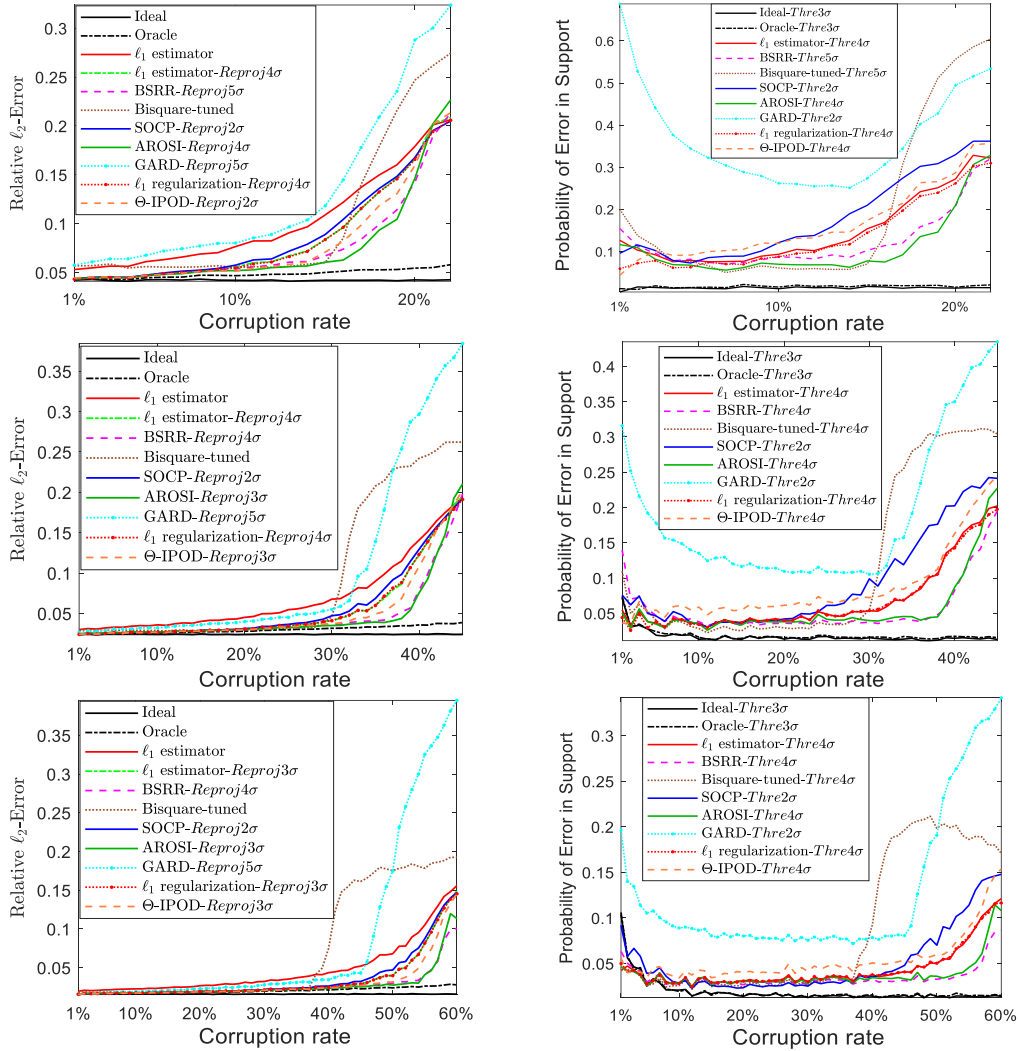 Relative ℓ₂-Error
0.3
0.25
0.2
0.15
0.1
0.05
Ideal
Oracle
ℓ₁ estimator
ℓ₁ estimator-Reproj4σ
BSRR-Reproj5σ
Bisquare-tuned
SOCP-Reproj2σ
AROSI-Reproj4σ
GARD-Reproj5σ
ℓ₁ regularization-Reproj4σ
Θ-IPOD-Reproj2σ
1% 10% 20%
Corruption rate
Probability of Error in Support
0.6
0.5
0.4
0.3
0.2
0.1
Ideal-Thre3σ
Oracle-Thre3σ
ℓ₁ estimator-Thre4σ
BSRR-Thre5σ
Bisquare-tuned-Thre5σ
SOCP-Thre2σ
AROSI-Thre4σ
GARD-Thre2σ
ℓ₁ regularization-Thre4σ
Θ-IPOD-Thre4σ
1% 10% 20%
Corruption rate
Relative ℓ₂-Error
0.35
0.3
0.25
0.2
0.15
0.1
0.05
Ideal
Oracle
ℓ₁ estimator
ℓ₁ estimator-Reproj4σ
BSRR-Reproj4σ
Bisquare-tuned
SOCP-Reproj2σ
AROSI-Reproj3σ
GARD-Reproj5σ
ℓ₁ regularization-Reproj4σ
Θ-IPOD-Reproj3σ
1% 10% 20% 30% 40%
Corruption rate
Probability of Error in Support
0.4
0.35
0.3
0.25
0.2
0.15
0.1
0.05
Ideal-Thre3σ
Oracle-Thre3σ
ℓ₁ estimator-Thre4σ
BSRR-Thre4σ
Bisquare-tuned-Thre4σ
SOCP-Thre2σ
AROSI-Thre4σ
GARD-Thre2σ
ℓ₁ regularization-Thre4σ
Θ-IPOD-Thre4σ
1% 10% 20% 30% 40%
Corruption rate
Relative ℓ₂-Error
0.35
0.3
0.25
0.2
0.15
0.1
0.05
Ideal
Oracle
ℓ₁ estimator
ℓ₁ estimator-Reproj3σ
BSRR-Reproj4σ
Bisquare-tuned
SOCP-Reproj2σ
AROSI-Reproj3σ
GARD-Reproj5σ
ℓ₁ regularization-Reproj3σ
Θ-IPOD-Reproj3σ
1% 10% 20% 30% 40% 50% 60%
Corruption rate
Probability of Error in Support
0.3
0.25
0.2
0.15
0.1
0.05
Ideal-Thre3σ
Oracle-Thre3σ
ℓ₁ estimator-Thre4σ
BSRR-Thre4σ
Bisquare-tuned-Thre4σ
SOCP-Thre2σ
AROSI-Thre4σ
GARD-Thre2σ
ℓ₁ regularization-Thre4σ
Θ-IPOD-Thre4σ
1% 10% 20% 30% 40% 50% 60%
Corruption rate